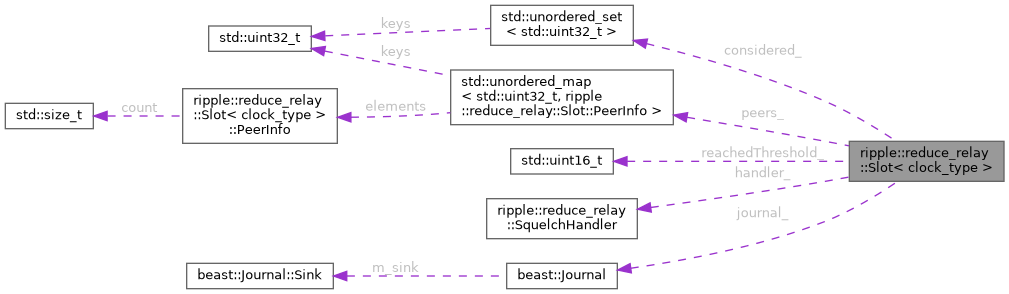 std::unordered_set
< std::uint32_t >
keys
std::uint32_t
considered_
keys
std::unordered_map
< std::uint32_t, ripple
::reduce_relay::Slot::PeerInfo >
ripple::reduce_relay
::Slot< clock_type >
::PeerInfo
elements
count
std::size_t
peers_
ripple::reduce_relay
::Slot< clock_type >
reachedThreshold_
std::uint16_t
handler_
ripple::reduce_relay
::SquelchHandler
journal_
m_sink
beast::Journal::Sink
beast::Journal